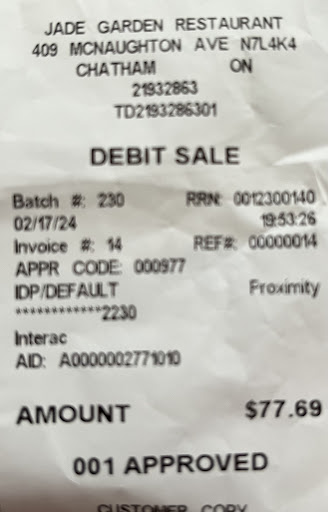 JADE GARDEN RESTAURANT
409 MCNAUGHTON AVE N7L4K4
CHATHAM ON
21932863
TD2193286301
DEBIT SALE
Batch #: 230 RRN: 0012300140
02/17/24 19:53:26
Invoice #: 14 REF#: 00000014
APPR CODE: 000977
IDP/DEFAULT Proximity
************2230
Interac
AID: A0000002771010
AMOUNT $77.69
001 APPROVED
CUSTOMER COPY